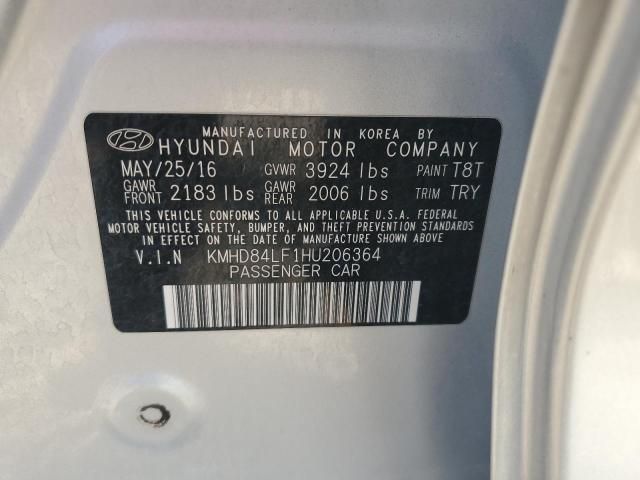 MANUFACTURED IN KOREA BY
HYUNDAI MOTOR COMPANY
MAY/25/16 GVWR 3924 lbs PAINT T8T
GAWR FRONT 2183 lbs GAWR REAR 2006 lbs TRIM TRY
THIS VEHICLE CONFORMS TO ALL APPLICABLE U.S.A. FEDERAL
MOTOR VEHICLE SAFETY, BUMPER, AND THEFT PREVENTION STANDARDS
IN EFFECT ON THE DATE OF MANUFACTURE SHOWN ABOVE
V.I.N KMHD84LF1HU206364
PASSENGER CAR